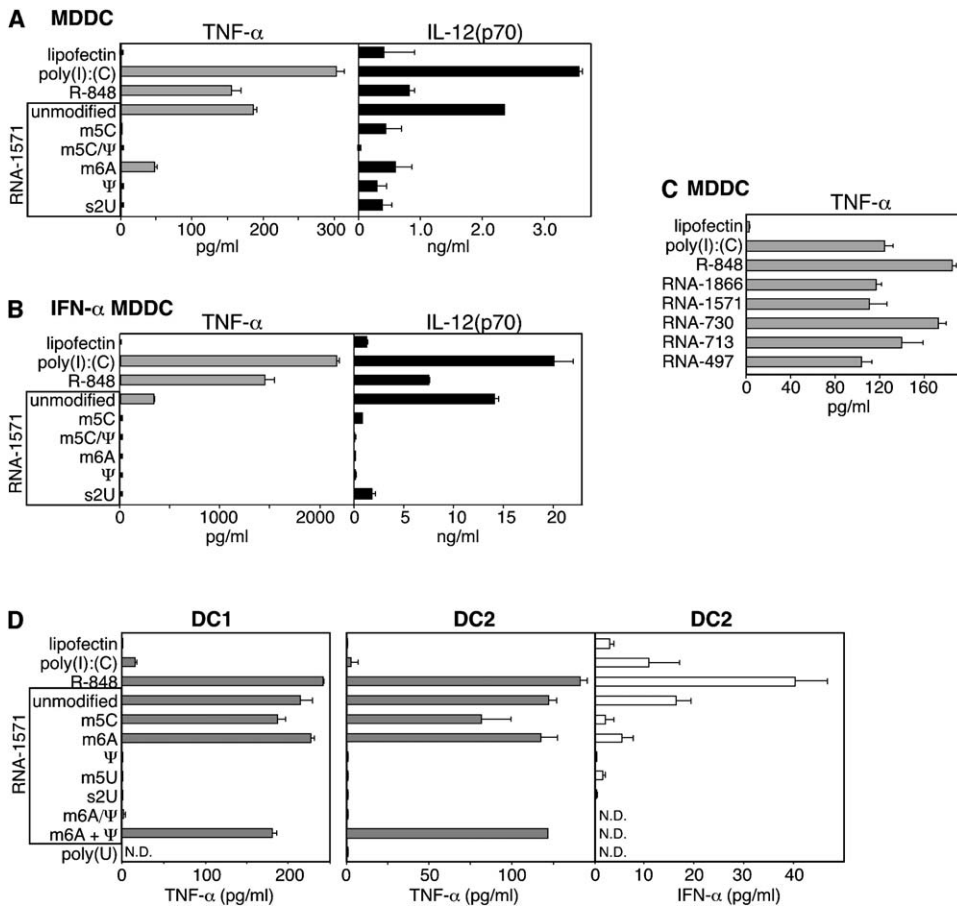 A MDDC
TNF-α IL-12(p70)
lipofectin
poly(I):(C)
R-848
RNA-1571
unmodified
m5C
m5C/Ψ
m6A
Ψ
s2U
0 100 200 300 0 1.0 2.0 3.0
pg/ml ng/ml
B IFN-α MDDC
TNF-α IL-12(p70)
lipofectin
poly(I):(C)
R-848
RNA-1571
unmodified
m5C
m5C/Ψ
m6A
Ψ
s2U
0 1000 2000 0 5 10 15 20
pg/ml ng/ml
C MDDC
TNF-α
lipofectin
poly(I):(C)
R-848
RNA-1866
RNA-1571
RNA-730
RNA-713
RNA-497
0 40 80 120 160
pg/ml
D DC1 DC2 DC2
lipofectin
poly(I):(C)
R-848
RNA-1571
unmodified
m5C
m6A
Ψ
m5U
s2U
m6A/Ψ N.D.
m6A + Ψ N.D.
poly(U) N.D. N.D.
0 100 200 0 100 0 10 20 30 40
TNF-α (pg/ml) TNF-α (pg/ml) IFN-α (pg/ml)